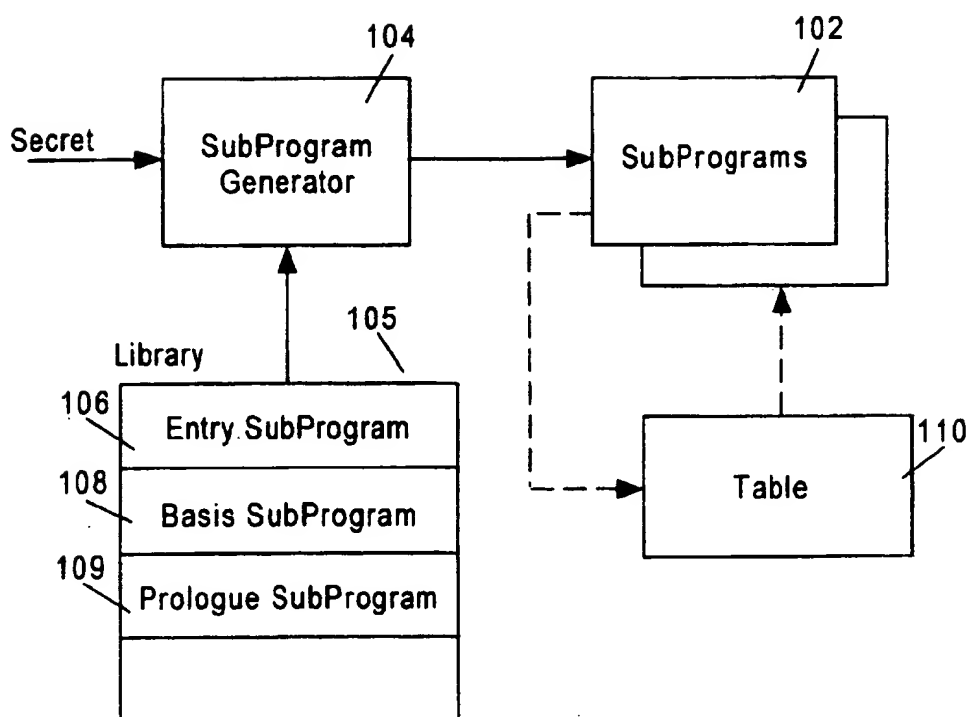 104
102
Secret
SubProgram
Generator
SubPrograms
105
Library
106
Entry SubProgram
110
108
Table
Basis SubProgram
109
Prologue SubProgram